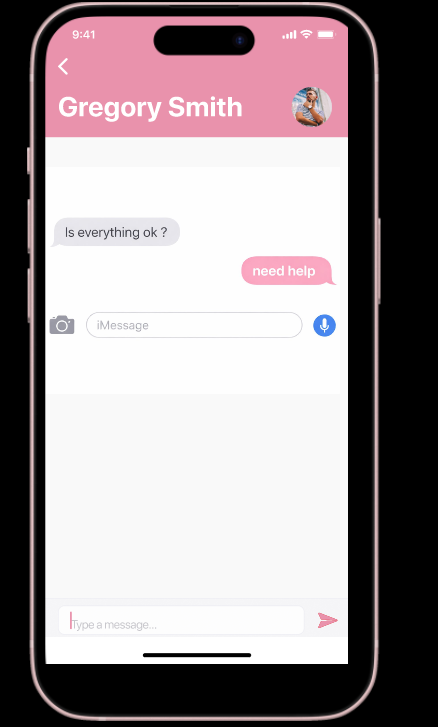 9:41
Gregory Smith
Is everything ok ?
need help
iMessage
Type a message...